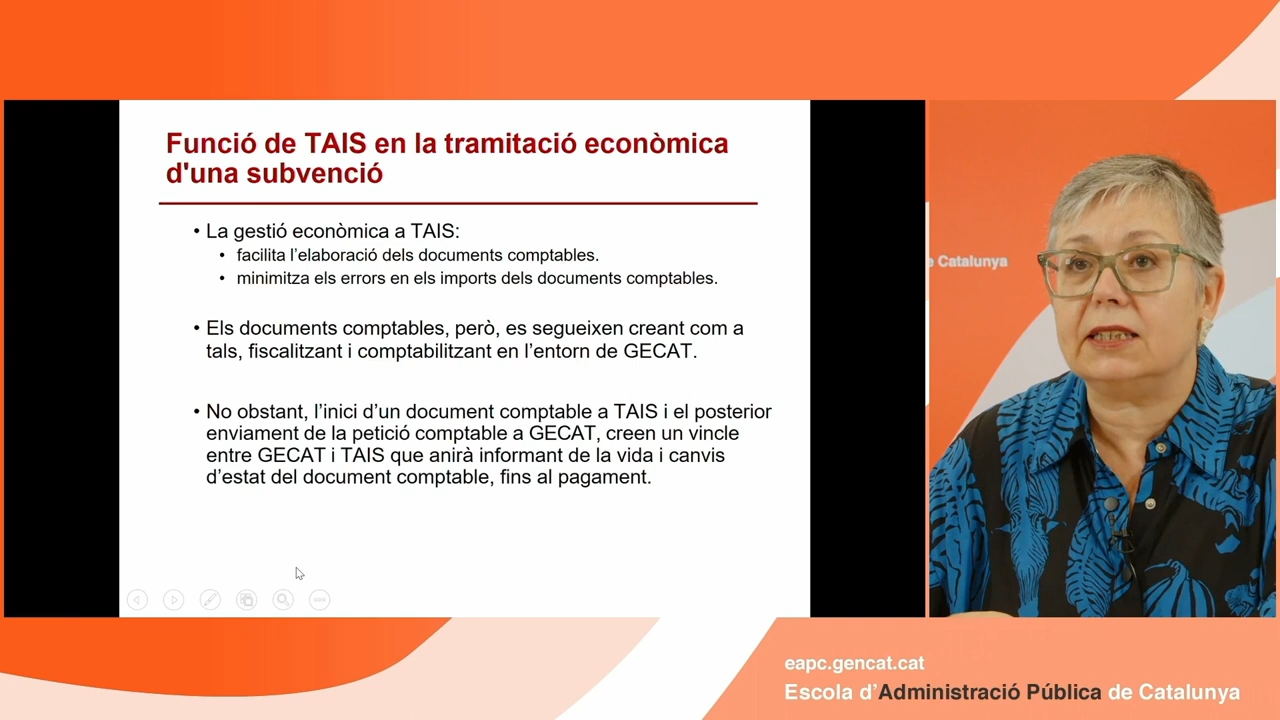 Funció de TAIS en la tramitació econòmica
d'una subvenció
• La gestió econòmica a TAIS:
• facilita l’elaboració dels documents comptables.
• minimitza els errors en els imports dels documents comptables.
• Els documents comptables, però, es segueixen creant com a
tals, fiscalitzant i comptabilitzant en l’entorn de GECAT.
• No obstant, l’inici d’un document comptable a TAIS i el posterior
enviament de la petició comptable a GECAT, creen un vincle
entre GECAT i TAIS que anirà informant de la vida i canvis
d’estat del document comptable, fins al pagament.
e Catalunya
eapc.gencat.cat
Escola d’Administració Pública de Catalunya